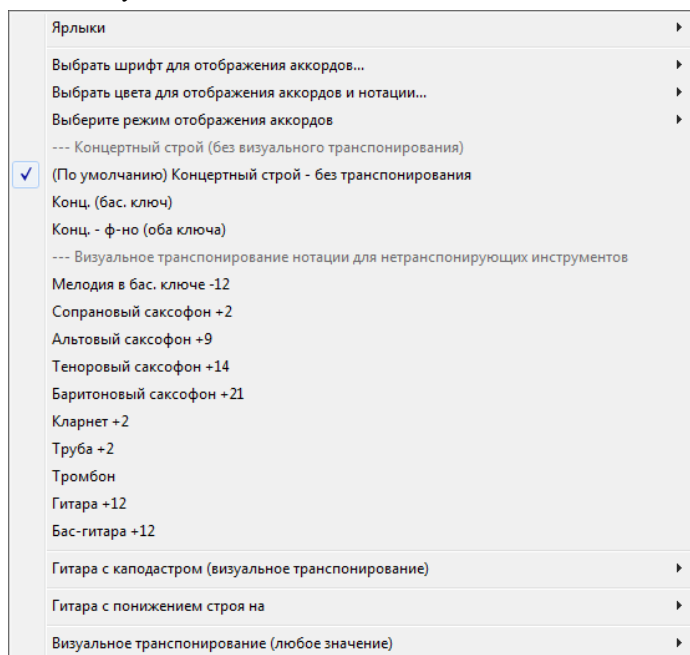 Ярлыки
Выбрать шрифт для отображения аккордов...
Выбрать цвета для отображения аккордов и нотации...
Выберите режим отображения аккордов
--- Концертный строй (без визуального транспонирования)
(По умолчанию) Концертный строй - без транспонирования
Конц. (бас. ключ)
Конц. - ф-но (оба ключа)
--- Визуальное транспонирование нотации для нетранспонирующих инструментов
Мелодия в бас. ключе -12
Сопрановый саксофон +2
Альтовый саксофон +9
Теноровый саксофон +14
Баритоновый саксофон +21
Кларнет +2
Труба +2
Тромбон
Гитара +12
Бас-гитара +12
Гитара с каподастром (визуальное транспонирование)
Гитара с понижением строя на
Визуальное транспонирование (любое значение)